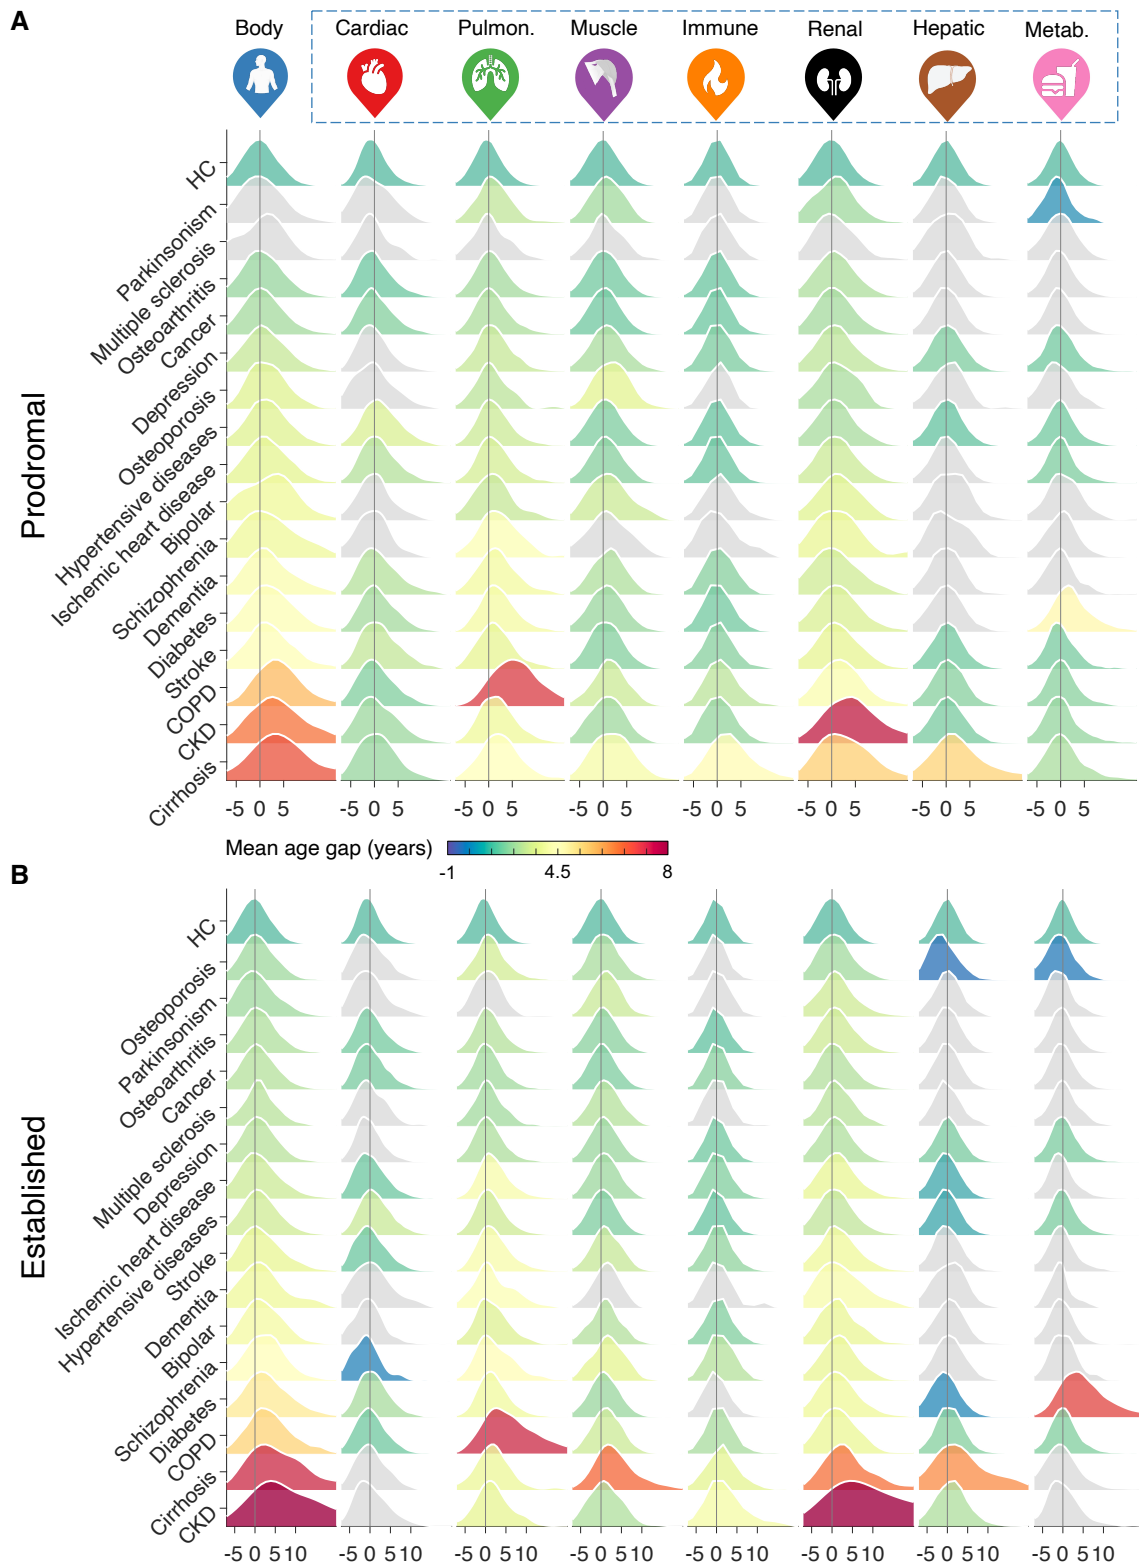 A
Body Cardiac Pulmon. Muscle Immune Renal Hepatic Metab.
Prodromal
HC
Parkinsonism
Multiple sclerosis
Osteoarthritis
Cancer
Depression
Osteoporosis
Hypertensive diseases
Ischemic heart disease
Bipolar
Schizophrenia
Dementia
Diabetes
Stroke
COPD
CKD
Cirrhosis
-5 0 5 -5 0 5 -5 0 5 -5 0 5 -5 0 5 -5 0 5 -5 0 5 -5 0 5
Mean age gap (years)
-1 4.5 8
B
Established
HC
Osteoporosis
Parkinsonism
Osteoarthritis
Cancer
Multiple sclerosis
Depression
Ischemic heart disease
Hypertensive diseases
Stroke
Dementia
Bipolar
Schizophrenia
Diabetes
COPD
Cirrhosis
CKD
-5 0 5 10 -5 0 5 10 -5 0 5 10 -5 0 5 10 -5 0 5 10 -5 0 5 10 -5 0 5 10 -5 0 5 10